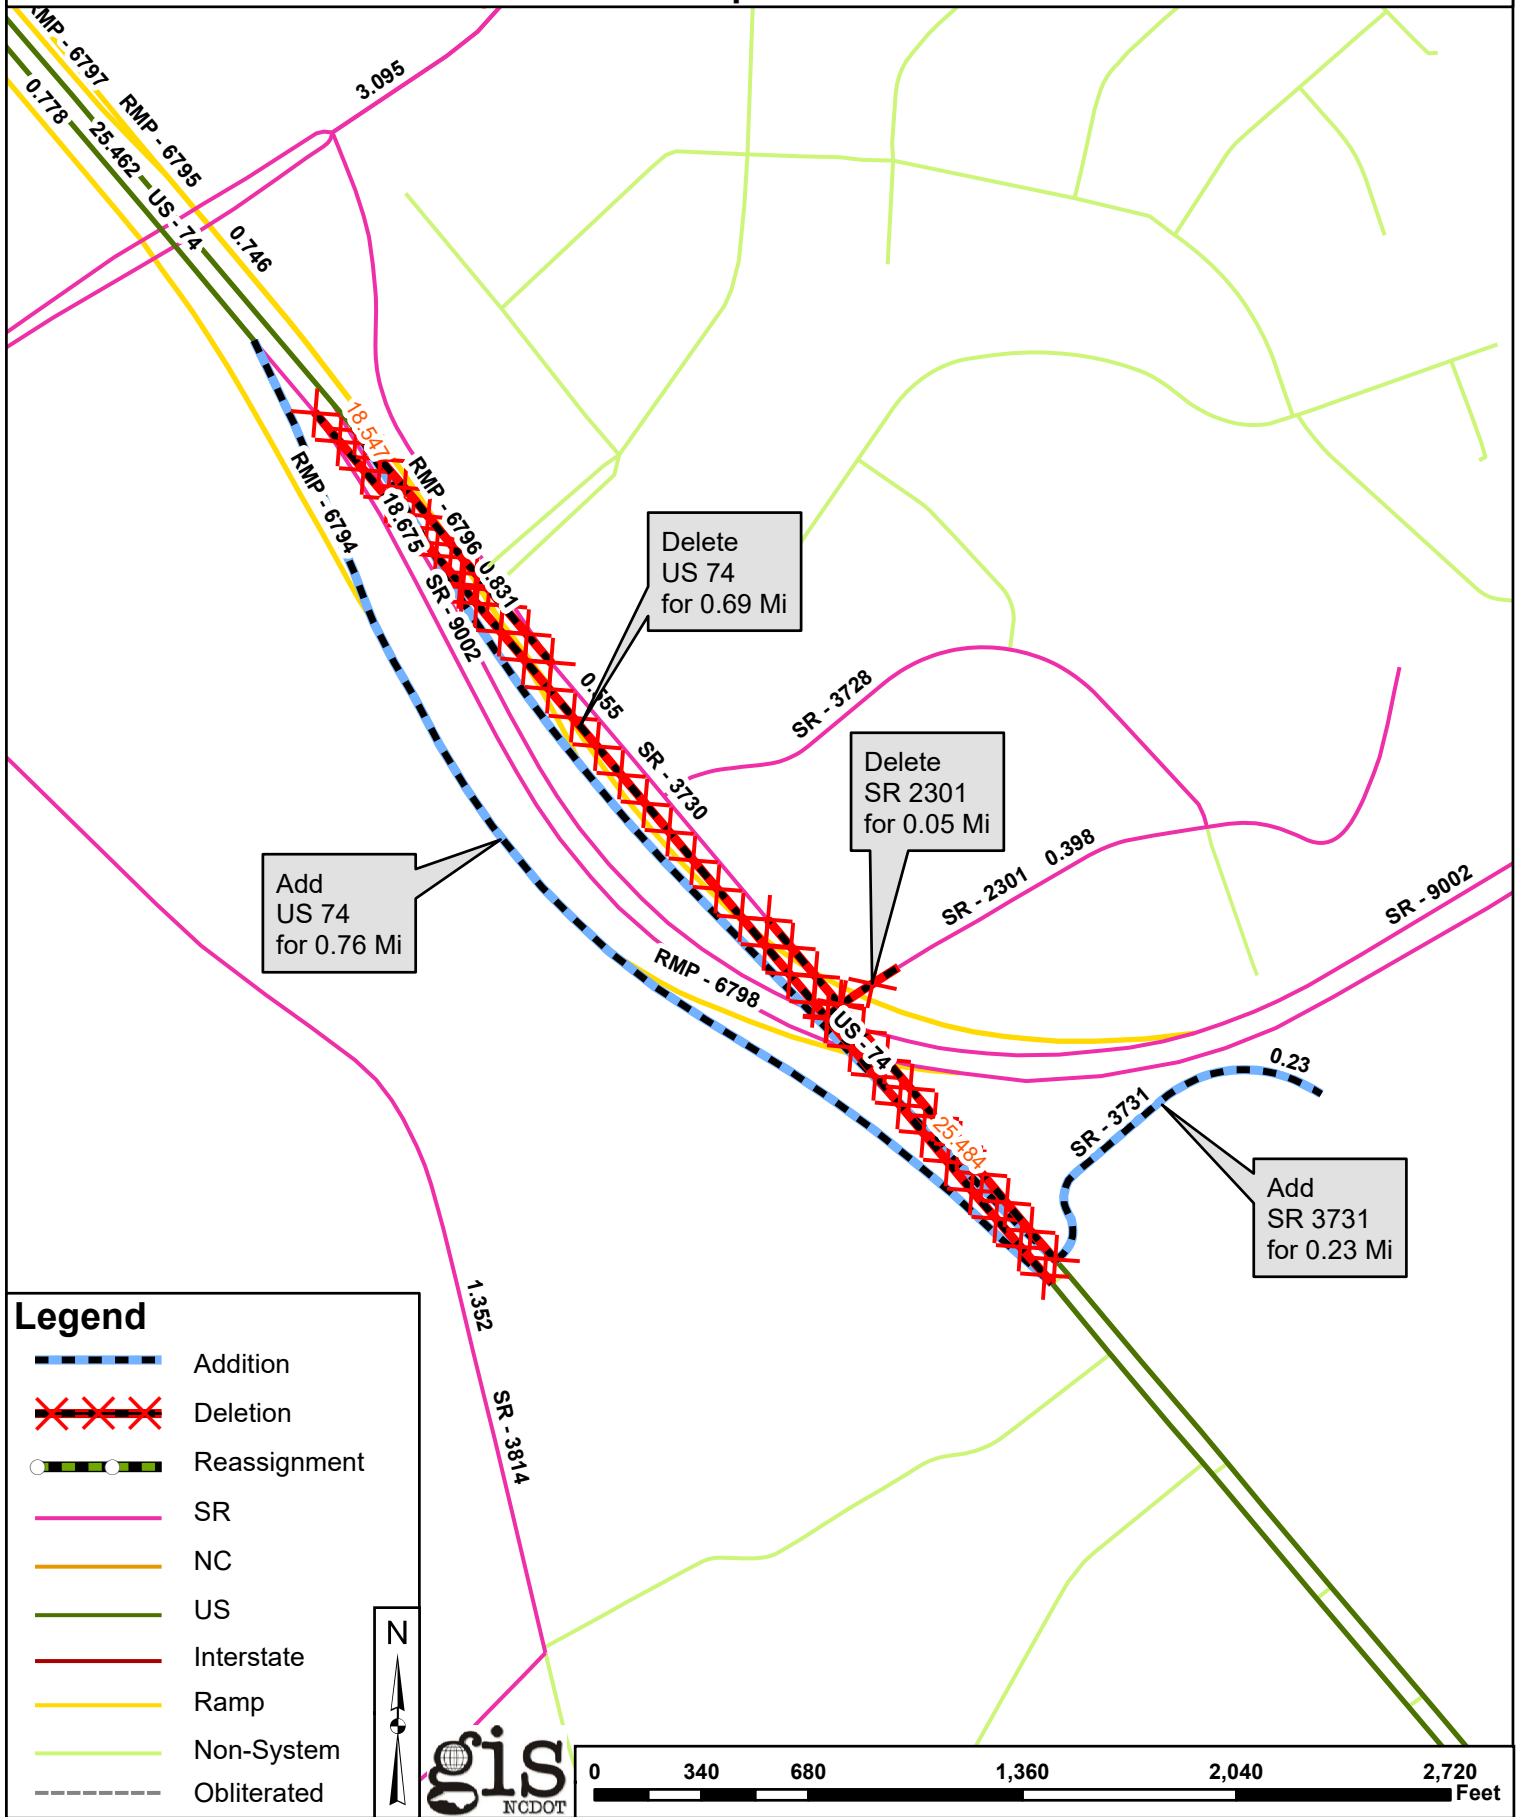 RMP - 6797
RMP - 6795
3.095
0.778
25.462
US - 74
0.746
18.547
RMP - 6794
18.675
RMP - 6796
0.831
SR - 9002
Delete
US 74
for 0.69 Mi
0.555
SR - 3730
SR - 3728
Delete
SR 2301
for 0.05 Mi
SR - 2301
0.398
SR - 9002
Add
US 74
for 0.76 Mi
RMP - 6798
US - 74
25.484
SR - 3731
0.23
Add
SR 3731
for 0.23 Mi
1.352
SR - 3814
Legend
Addition
Deletion
Reassignment
SR
NC
US
Interstate
Ramp
Non-System
Obliterated
N
gis
NCDOT
0 340 680 1,360 2,040 2,720
Feet